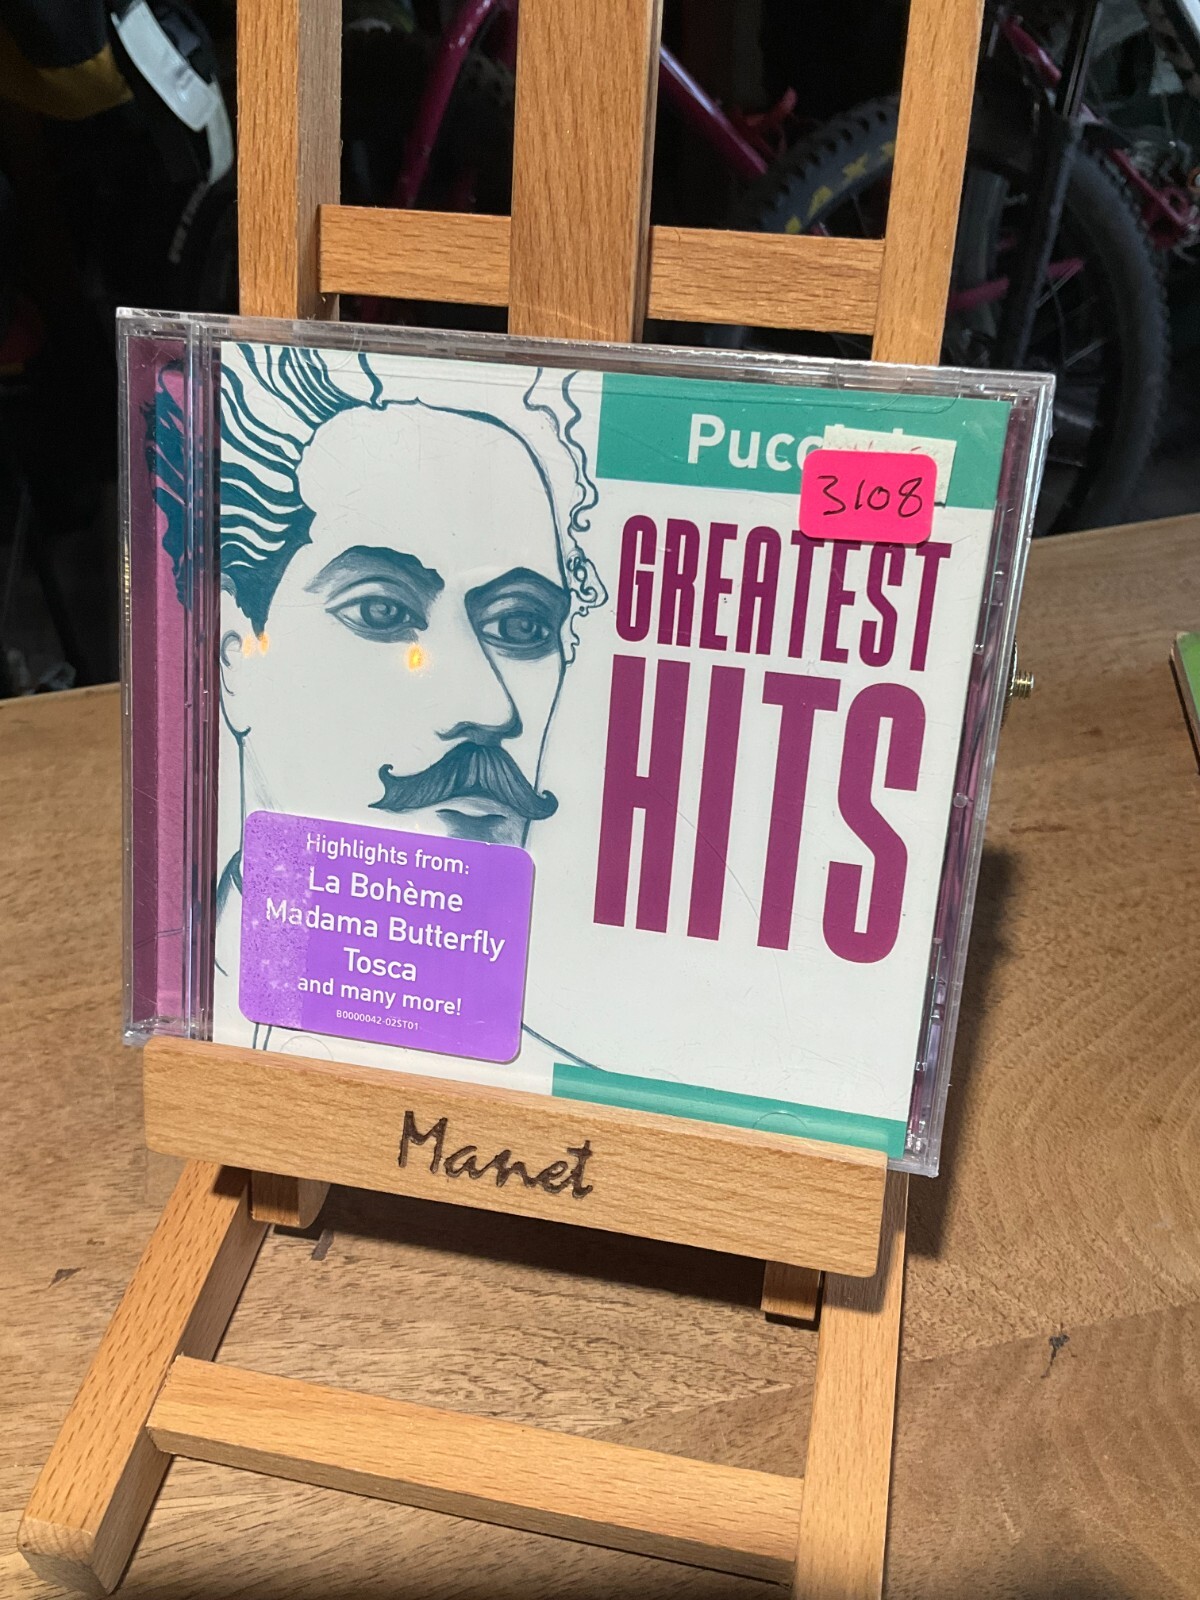 Pucc
3108
GREATEST
HITS
Highlights from:
La Bohème
Madama Butterfly
Tosca
and many more!
B0000042-02ST01
Manet